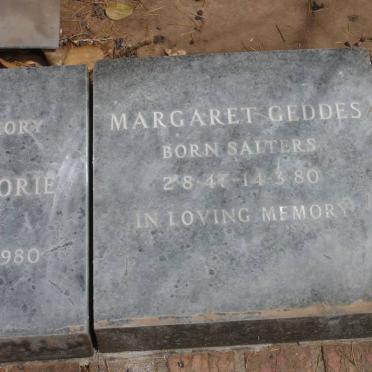 ORY
ORIE
980
MARGARET GEDDES
BORN SALTERS
2·8·47-14·3·80
IN LOVING MEMORY